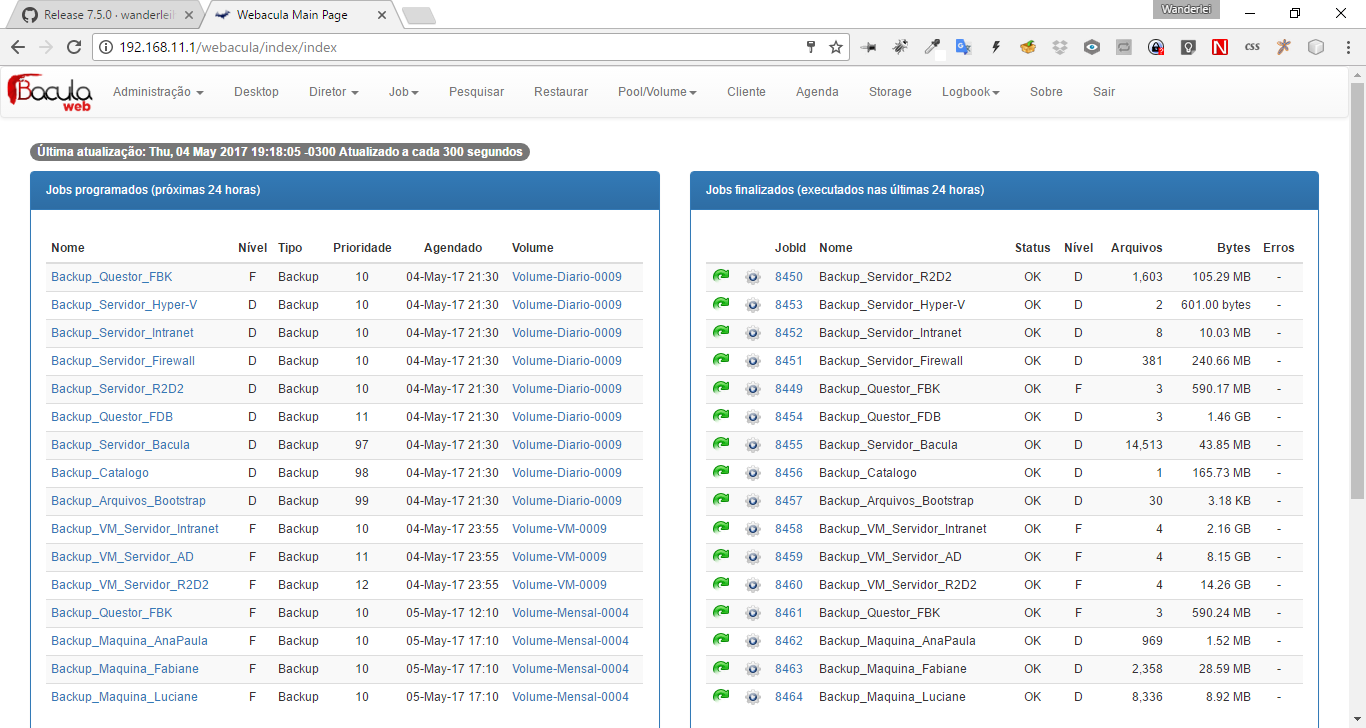 Release 7.5.0 · wanderlei
Webacula Main Page
Wanderlei
192.168.11.1/webacula/index/index
CSS
Bacula web
Administração Desktop Diretor Job Pesquisar Restaurar Pool/Volume Cliente Agenda Storage Logbook Sobre Sair
Última atualização: Thu, 04 May 2017 19:18:05 -0300 Atualizado a cada 300 segundos
Jobs programados (próximas 24 horas)
Nome Nível Tipo Prioridade Agendado Volume
Backup_Questor_FBK F Backup 10 04-May-17 21:30 Volume-Diario-0009
Backup_Servidor_Hyper-V D Backup 10 04-May-17 21:30 Volume-Diario-0009
Backup_Servidor_Intranet D Backup 10 04-May-17 21:30 Volume-Diario-0009
Backup_Servidor_Firewall D Backup 10 04-May-17 21:30 Volume-Diario-0009
Backup_Servidor_R2D2 D Backup 10 04-May-17 21:30 Volume-Diario-0009
Backup_Questor_FDB D Backup 11 04-May-17 21:30 Volume-Diario-0009
Backup_Servidor_Bacula D Backup 97 04-May-17 21:30 Volume-Diario-0009
Backup_Catalogo D Backup 98 04-May-17 21:30 Volume-Diario-0009
Backup_Arquivos_Bootstrap D Backup 99 04-May-17 21:30 Volume-Diario-0009
Backup_VM_Servidor_Intranet F Backup 10 04-May-17 23:55 Volume-VM-0009
Backup_VM_Servidor_AD F Backup 11 04-May-17 23:55 Volume-VM-0009
Backup_VM_Servidor_R2D2 F Backup 12 04-May-17 23:55 Volume-VM-0009
Backup_Questor_FBK F Backup 10 05-May-17 12:10 Volume-Mensal-0004
Backup_Maquina_AnaPaula F Backup 10 05-May-17 17:10 Volume-Mensal-0004
Backup_Maquina_Fabiane F Backup 10 05-May-17 17:10 Volume-Mensal-0004
Backup_Maquina_Luciane F Backup 10 05-May-17 17:10 Volume-Mensal-0004
Jobs finalizados (executados nas últimas 24 horas)
JobId Nome Status Nível Arquivos Bytes Erros
8450 Backup_Servidor_R2D2 OK D 1,603 105.29 MB -
8453 Backup_Servidor_Hyper-V OK D 2 601.00 bytes -
8452 Backup_Servidor_Intranet OK D 8 10.03 MB -
8451 Backup_Servidor_Firewall OK D 381 240.66 MB -
8449 Backup_Questor_FBK OK F 3 590.17 MB -
8454 Backup_Questor_FDB OK D 3 1.46 GB -
8455 Backup_Servidor_Bacula OK D 14,513 43.85 MB -
8456 Backup_Catalogo OK D 1 165.73 MB -
8457 Backup_Arquivos_Bootstrap OK D 30 3.18 KB -
8458 Backup_VM_Servidor_Intranet OK F 4 2.16 GB -
8459 Backup_VM_Servidor_AD OK F 4 8.15 GB -
8460 Backup_VM_Servidor_R2D2 OK F 4 14.26 GB -
8461 Backup_Questor_FBK OK F 3 590.24 MB -
8462 Backup_Maquina_AnaPaula OK D 969 1.52 MB -
8463 Backup_Maquina_Fabiane OK D 2,358 28.59 MB -
8464 Backup_Maquina_Luciane OK D 8,336 8.92 MB -